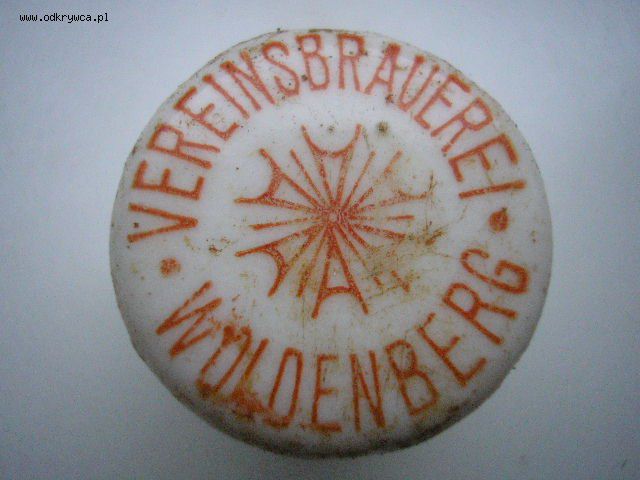 www.odkrywca.pl
VEREINSBRAUEREI
• WOLDENBERG •